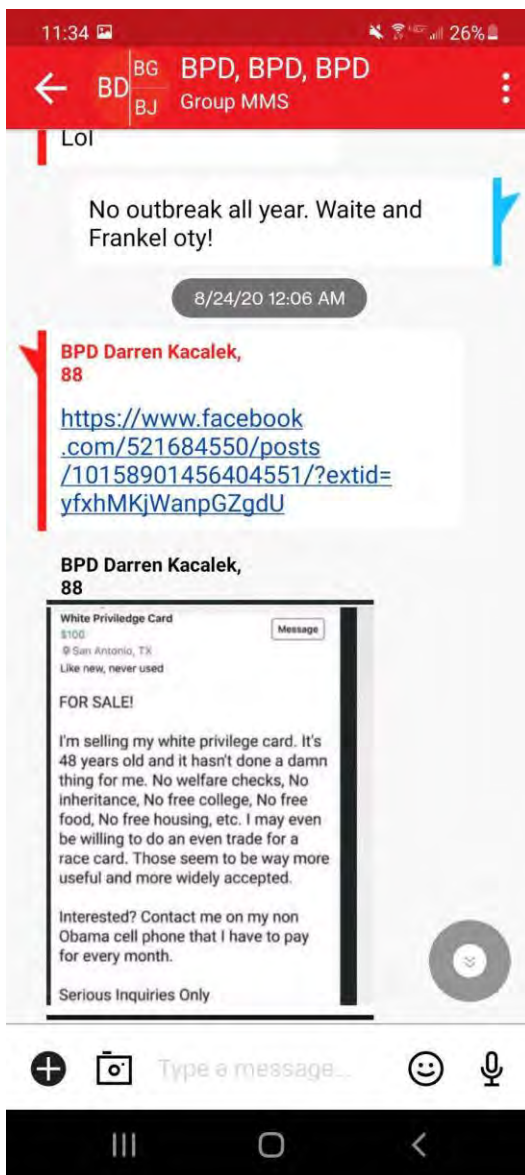 11:34
26%
BD
BG
BJ
BPD, BPD, BPD
Group MMS
Lol
No outbreak all year. Waite and
Frankel oty!
8/24/20 12:06 AM
BPD Darren Kacalek,
88
https://www.facebook
.com/521684550/posts
/10158901456404551/?extid=
yfxhMKjWanpGZgdU
BPD Darren Kacalek,
88
White Priviledge Card
$100
San Antonio, TX
Message
Like new, never used
FOR SALE!
I'm selling my white privilege card. It's
48 years old and it hasn't done a damn
thing for me. No welfare checks, No
inheritance, No free college, No free
food, No free housing, etc. I may even
be willing to do an even trade for a
race card. Those seem to be way more
useful and more widely accepted.
Interested? Contact me on my non
Obama cell phone that I have to pay
for every month.
Serious Inquiries Only
Type a message...